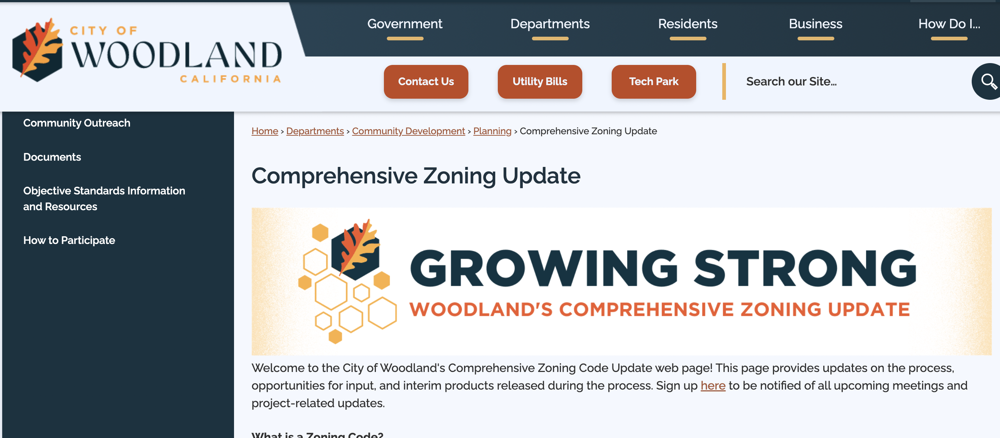 CITY OF
WOODLAND
CALIFORNIA
Government
Departments
Residents
Business
How Do I...
Contact Us
Utility Bills
Tech Park
Search our Site...
Community Outreach
Documents
Objective Standards Information
and Resources
How to Participate
Home › Departments › Community Development › Planning › Comprehensive Zoning Update
Comprehensive Zoning Update
GROWING STRONG
WOODLAND'S COMPREHENSIVE ZONING UPDATE
Welcome to the City of Woodland's Comprehensive Zoning Code Update web page! This page provides updates on the process,
opportunities for input, and interim products released during the process. Sign up here to be notified of all upcoming meetings and
project-related updates.
What is a Zoning Code?